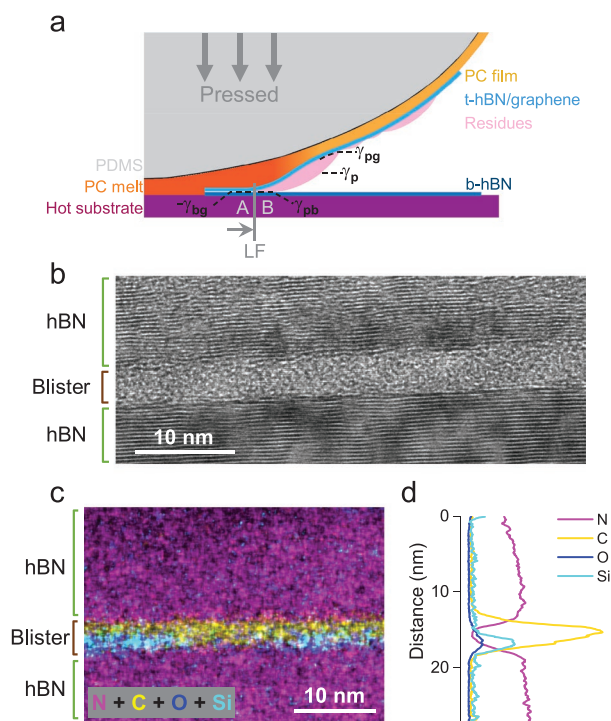 a
Pressed
PC film
t-hBN/graphene
Residues
γpg
γp
PDMS
PC melt
b-hBN
Hot substrate
-γbg
A B
γpb
LF
b
hBN
Blister
hBN
10 nm
c
d
hBN
Blister
hBN
N + C + O + Si
10 nm
0
10
20
Distance (nm)
N
C
O
Si